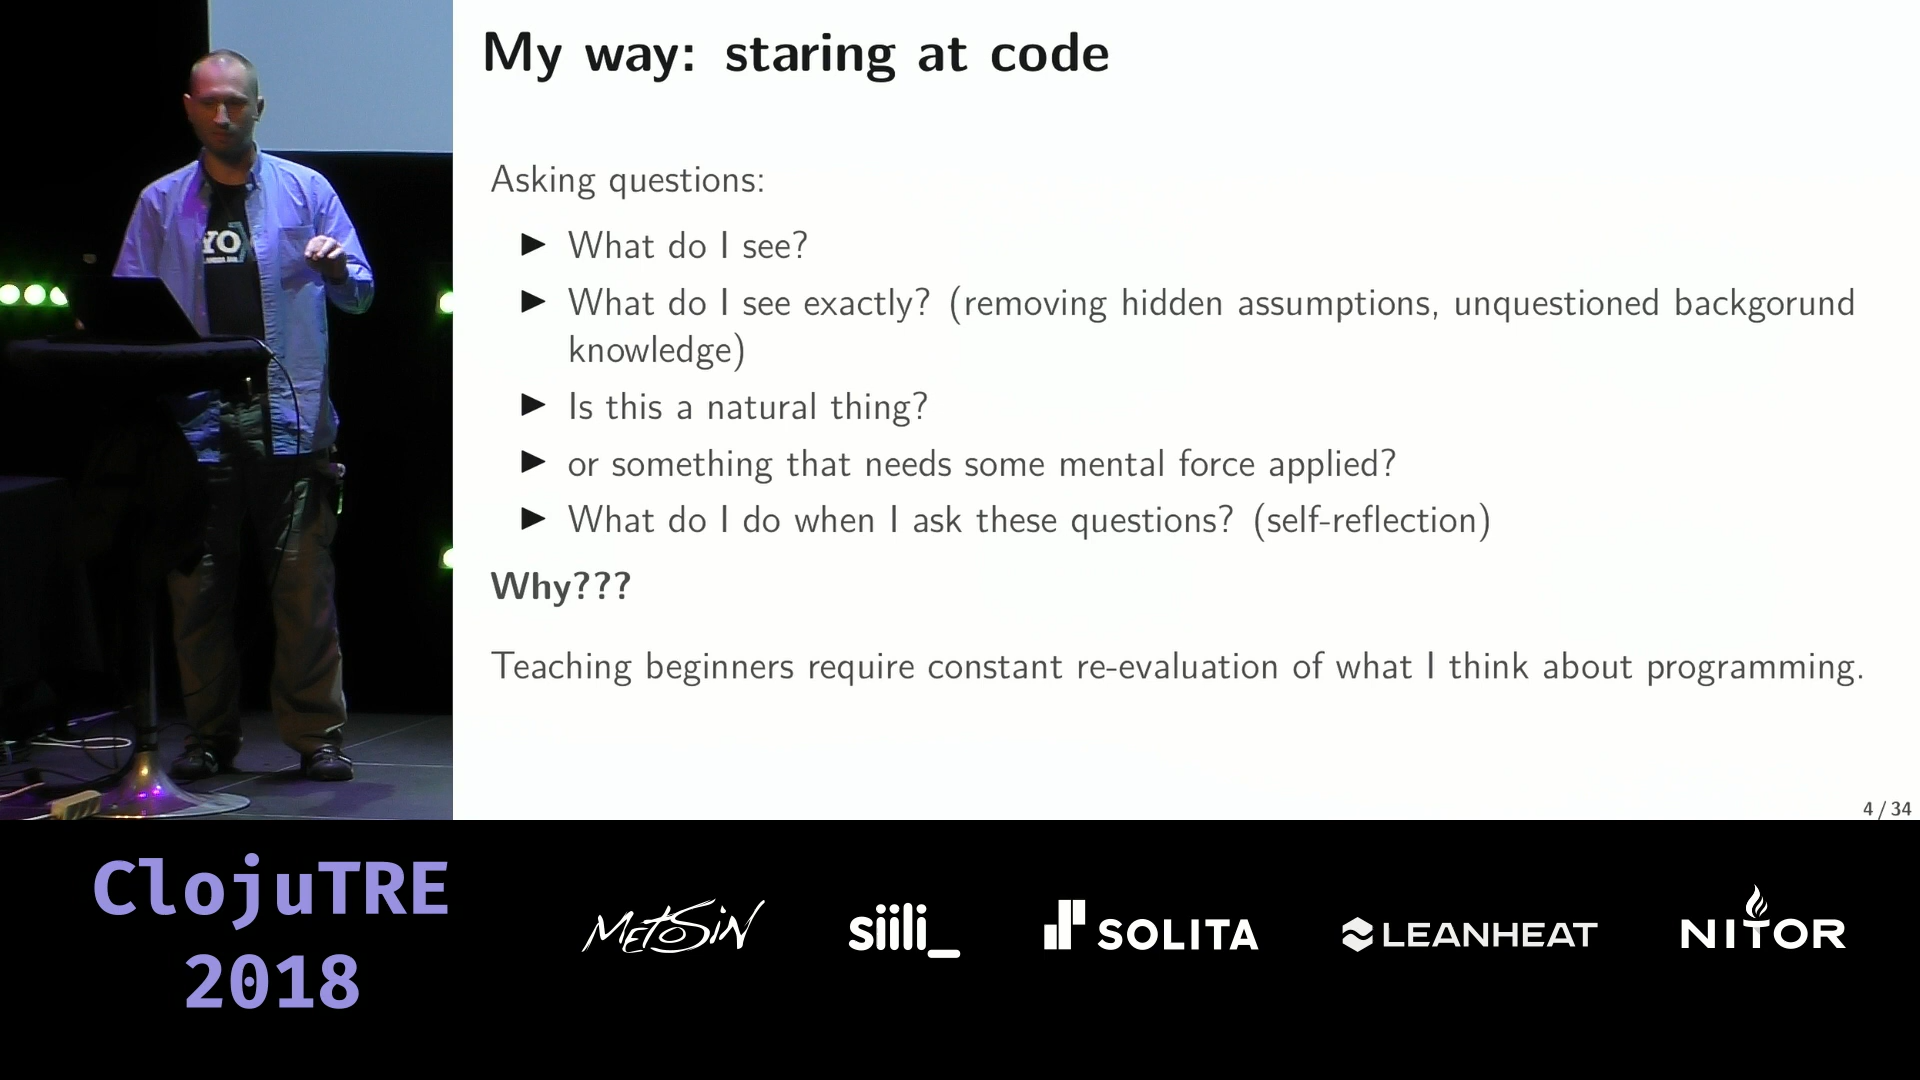 My way: staring at code
Asking questions:
▶ What do I see?
▶ What do I see exactly? (removing hidden assumptions, unquestioned backgorund
knowledge)
▶ Is this a natural thing?
▶ or something that needs some mental force applied?
▶ What do I do when I ask these questions? (self-reflection)
Why???
Teaching beginners require constant re-evaluation of what I think about programming.
4 / 34
YO
ClojuTRE
2018
METOSIN
siili_
SOLITA
LEANHEAT
NITOR